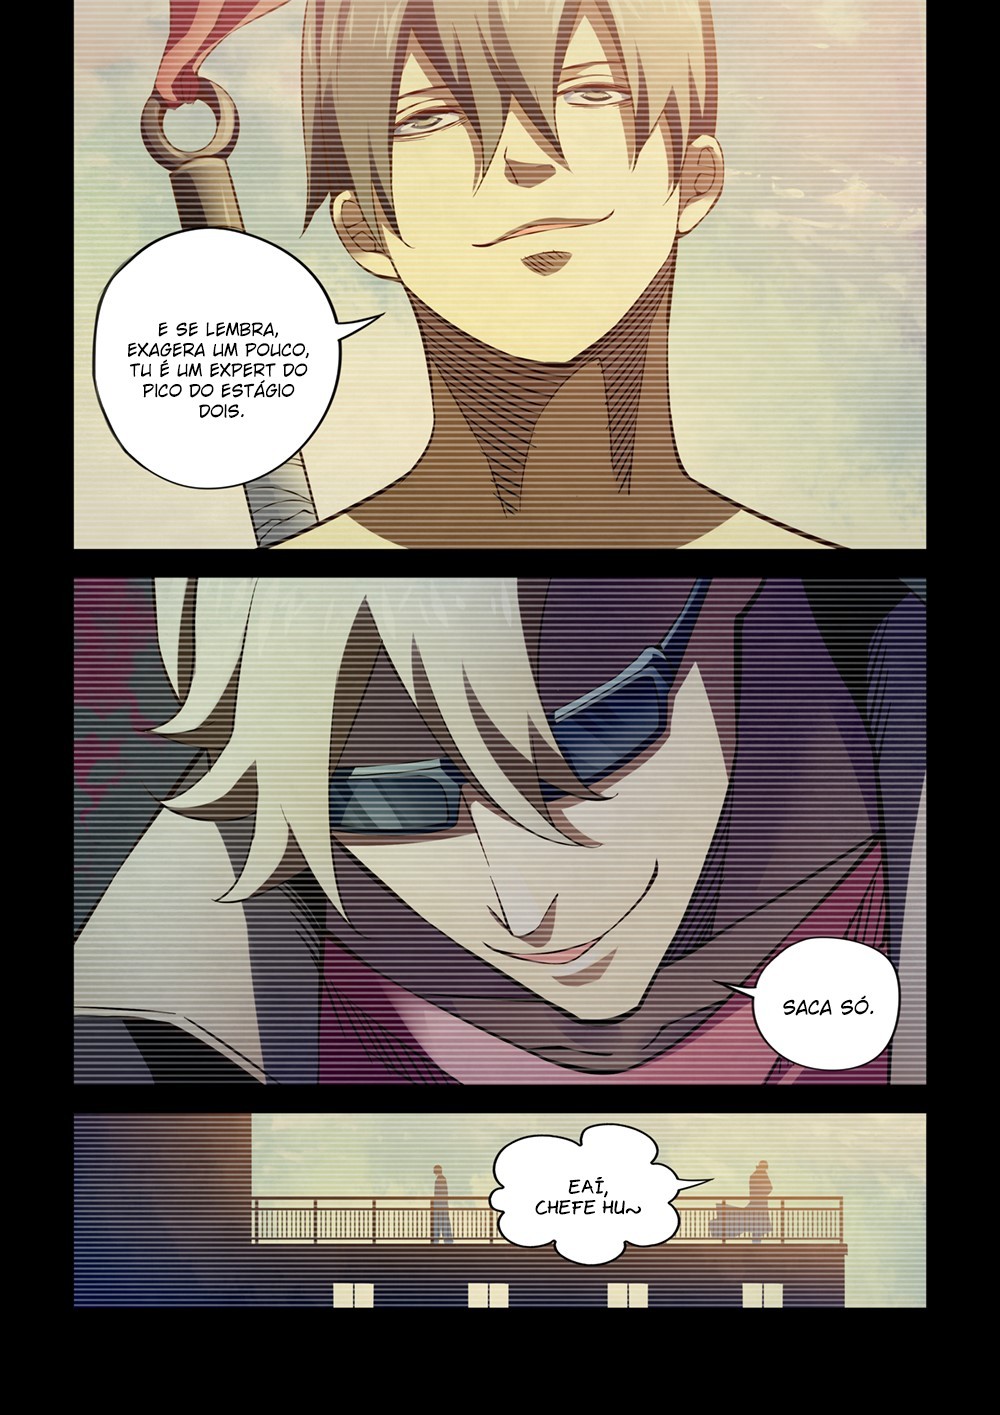 E SE LEMBRA,
EXAGERA UM POUCO,
TU É UM EXPERT DO
PICO DO ESTÁGIO
DOIS.
SACA SÓ.
EAÍ,
CHEFE HU~